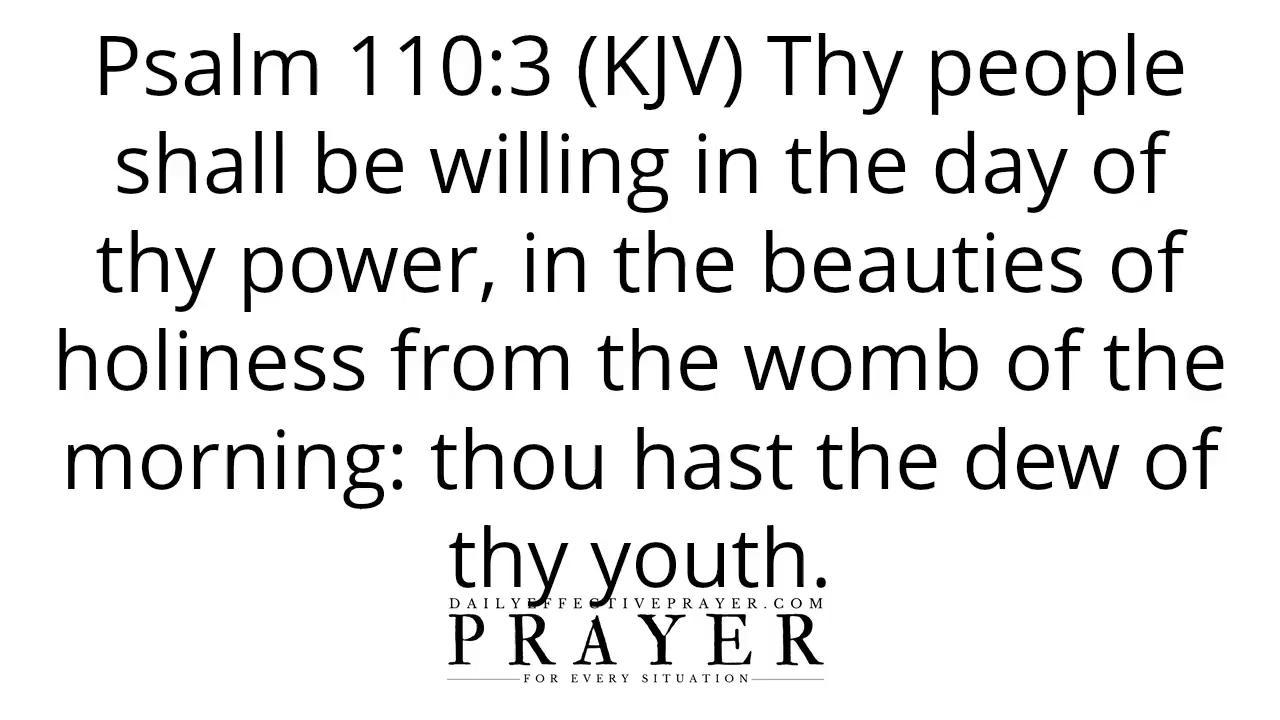 Psalm 110:3 (KJV) Thy people
shall be willing in the day of
thy power, in the beauties of
holiness from the womb of the
morning: thou hast the dew of
thy youth.
DAILYEFFECTIVEPRAYER.COM
PRAYER
FOR EVERY SITUATION